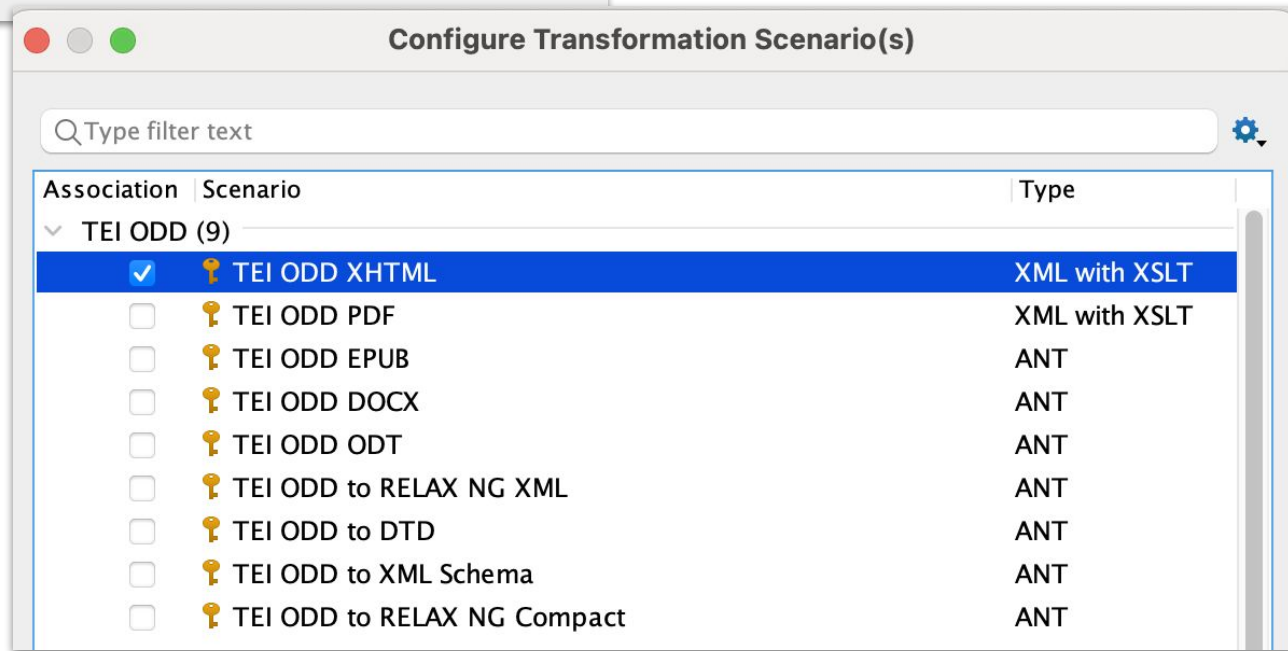 Configure Transformation Scenario(s)
Type filter text
Association Scenario Type
TEI ODD (9)
TEI ODD XHTML XML with XSLT
TEI ODD PDF XML with XSLT
TEI ODD EPUB ANT
TEI ODD DOCX ANT
TEI ODD ODT ANT
TEI ODD to RELAX NG XML ANT
TEI ODD to DTD ANT
TEI ODD to XML Schema ANT
TEI ODD to RELAX NG Compact ANT